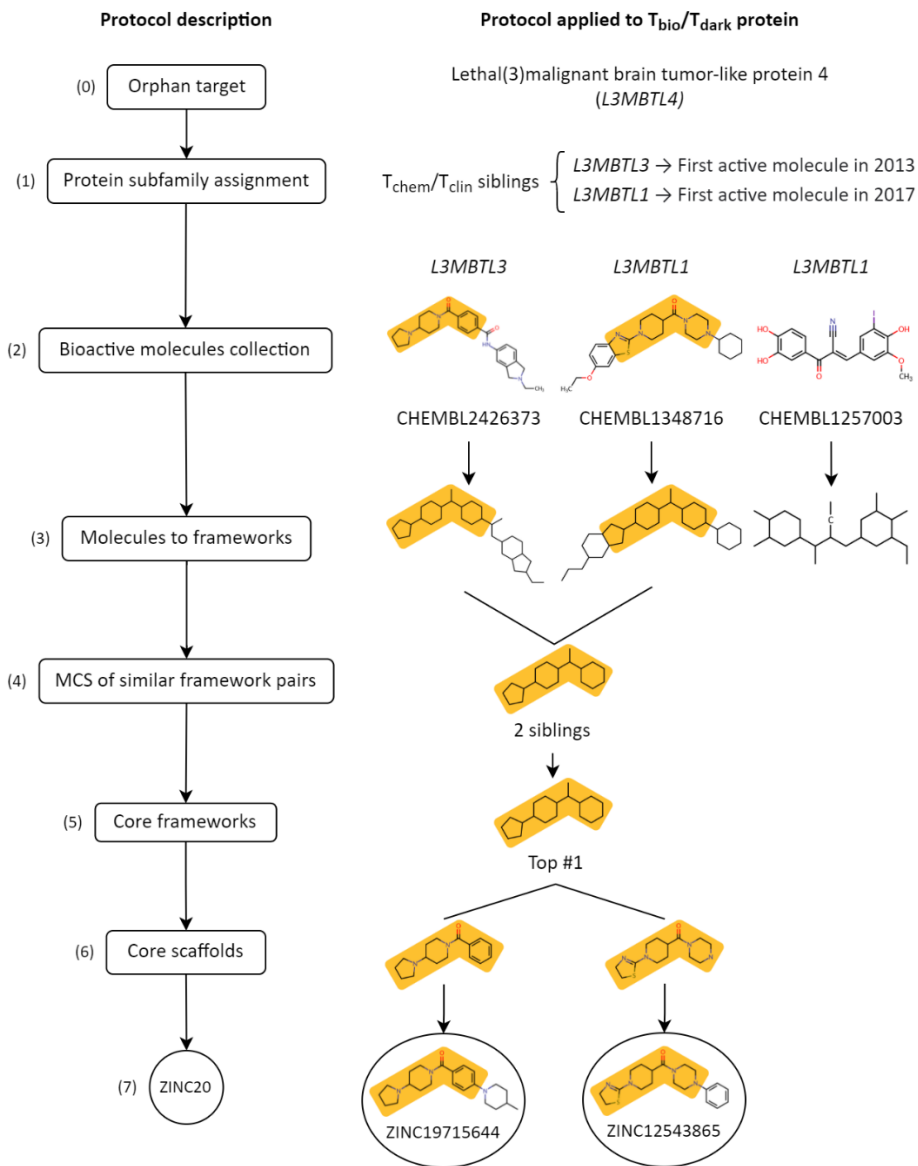 Protocol description
Protocol applied to Tbio/Tdark protein
(0) Orphan target
Lethal(3)malignant brain tumor-like protein 4
(L3MBTL4)
(1) Protein subfamily assignment
Tchem/Tclin siblings
L3MBTL3 → First active molecule in 2013
L3MBTL1 → First active molecule in 2017
L3MBTL3 L3MBTL1 L3MBTL1
(2) Bioactive molecules collection
CHEMBL2426373 CHEMBL1348716 CHEMBL1257003
(3) Molecules to frameworks
(4) MCS of similar framework pairs
2 siblings
(5) Core frameworks
Top #1
(6) Core scaffolds
(7) ZINC20
ZINC19715644 ZINC12543865